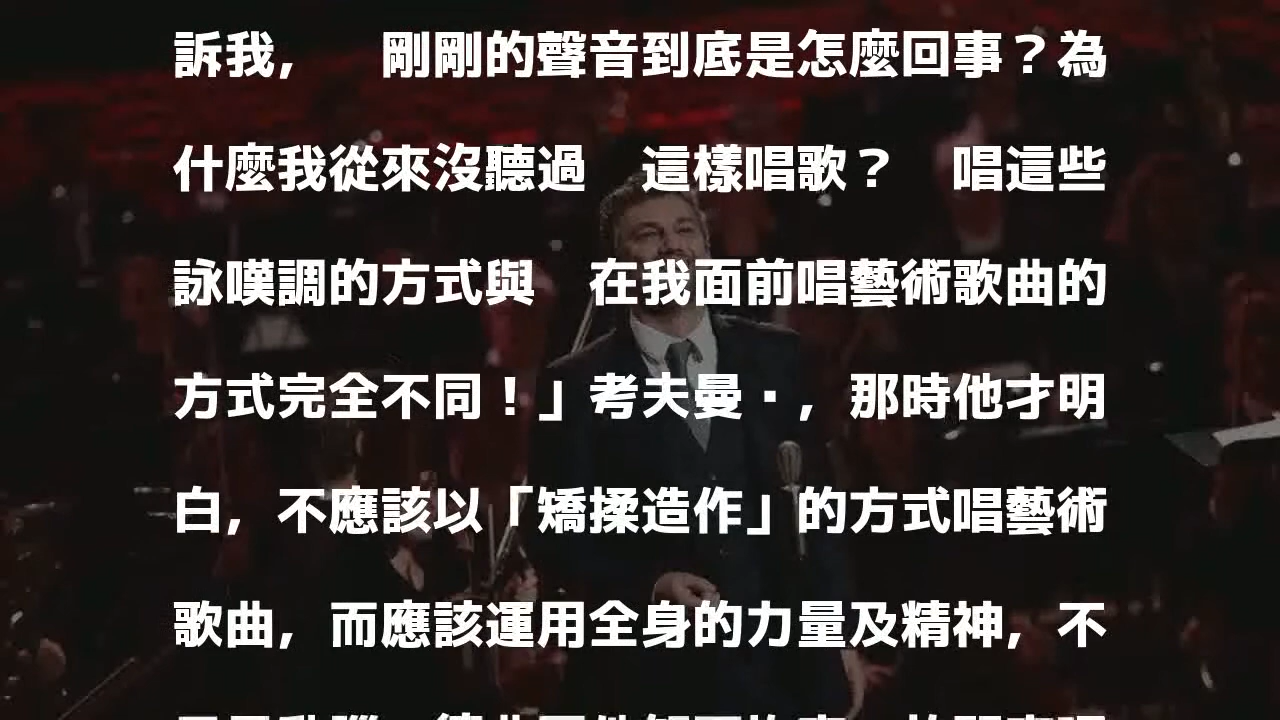 訴我,　剛剛的聲音到底是怎麼回事？為
什麼我從來沒聽過　這樣唱歌？　唱這些
詠嘆調的方式與　在我面前唱藝術歌曲的
方式完全不同！」考夫曼·，那時他才明
白，不應該以「矯揉造作」的方式唱藝術
歌曲，而應該運用全身的力量及精神，不